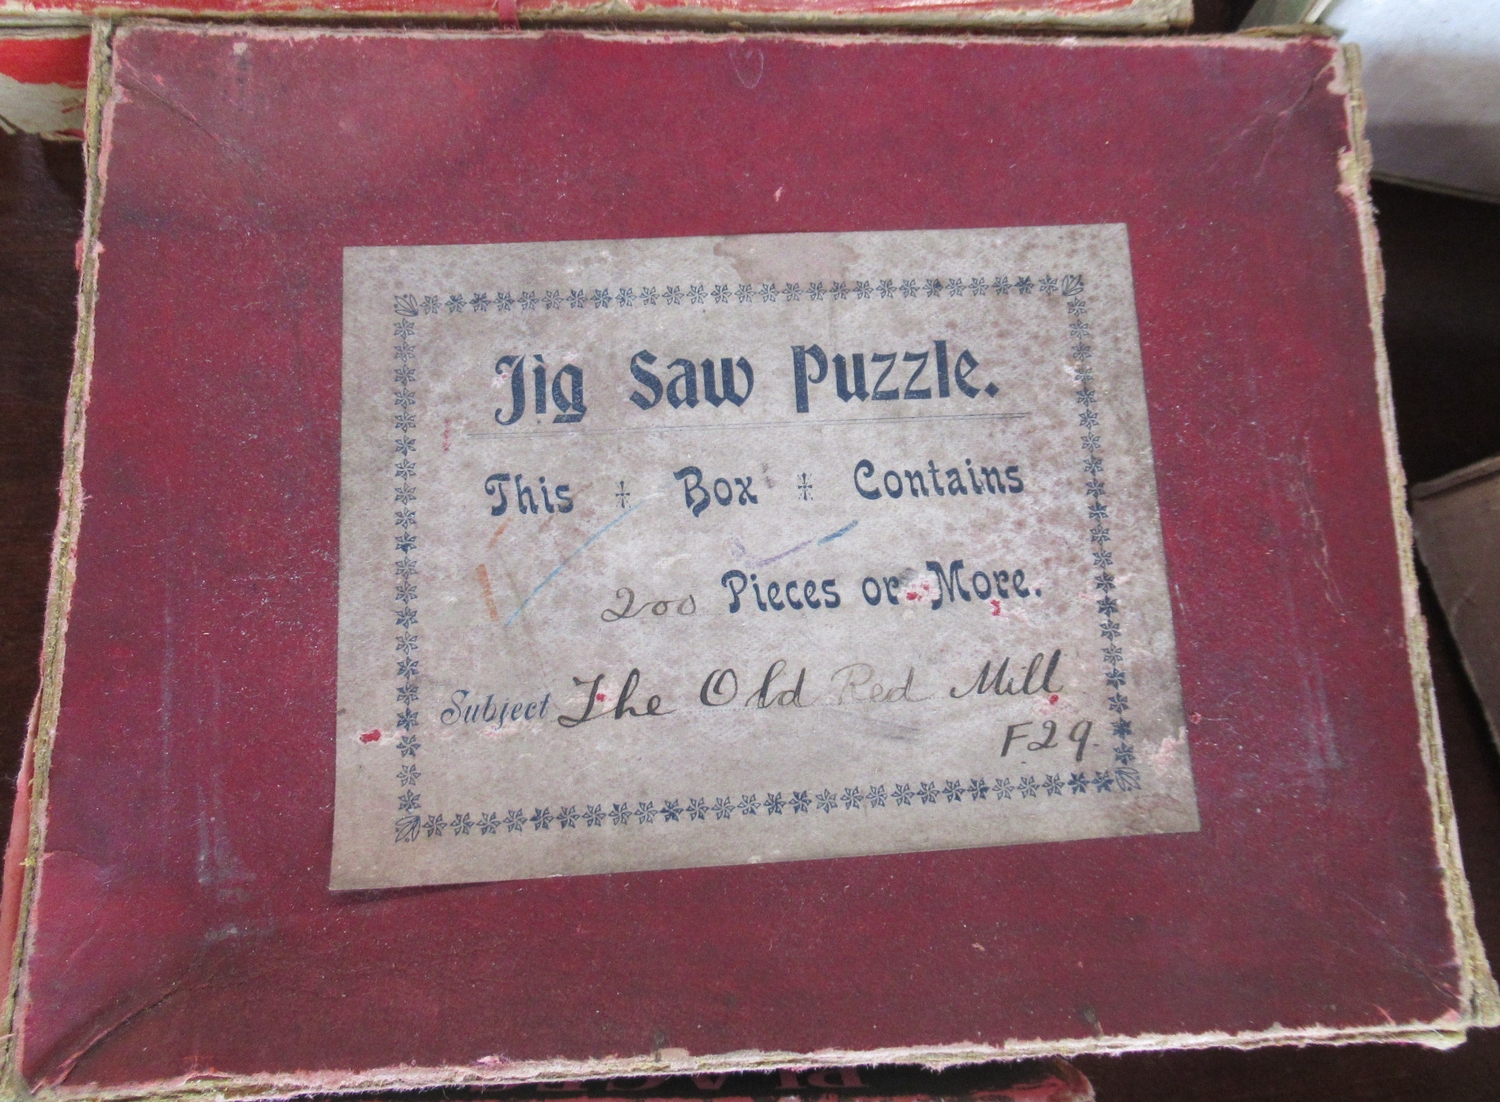 Jig Saw Puzzle.
This Box Contains
200 Pieces or More.
Subject The Old Red Mill
F29.